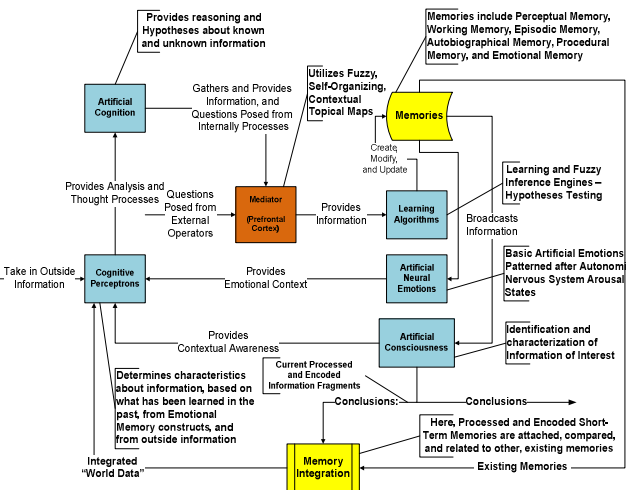 Provides reasoning and
Hypotheses about known
and unknown information
Memories include Perceptual Memory,
Working Memory, Episodic Memory,
Autobiographical Memory, Procedural
Memory, and Emotional Memory
Utilizes Fuzzy,
Self-Organizing,
Contextual
Topical Maps
Artificial
Cognition
Gathers and Provides
Information, and
Questions Posed from
Internally Processes
Memories
Create,
Modify,
and Update
Provides Analysis and
Thought Processes
Questions
Posed from
External
Operators
Mediator
(Prefrontal
Cortex)
Provides
Information
Learning
Algorithms
Learning and Fuzzy
Inference Engines –
Hypotheses Testing
Broadcasts
Information
Take in Outside
Information
Cognitive
Perceptrons
Provides
Emotional Context
Artificial
Neural
Emotions
Basic Artificial Emotions
Patterned after Autonomi
Nervous System Arousal
States
Provides
Contextual Awareness
Artificial
Consciousness
Identification and
characterization of
Information of Interest
Current Processed
and Encoded
Information Fragments
Determines characteristics
about information, based on
what has been learned in the
past, from Emotional
Memory constructs, and
from outside information
Conclusions:
Conclusions
Here, Processed and Encoded Short-
Term Memories are attached, compared,
and related to other, existing memories
Integrated
“World Data”
Memory
Integration
Existing Memories